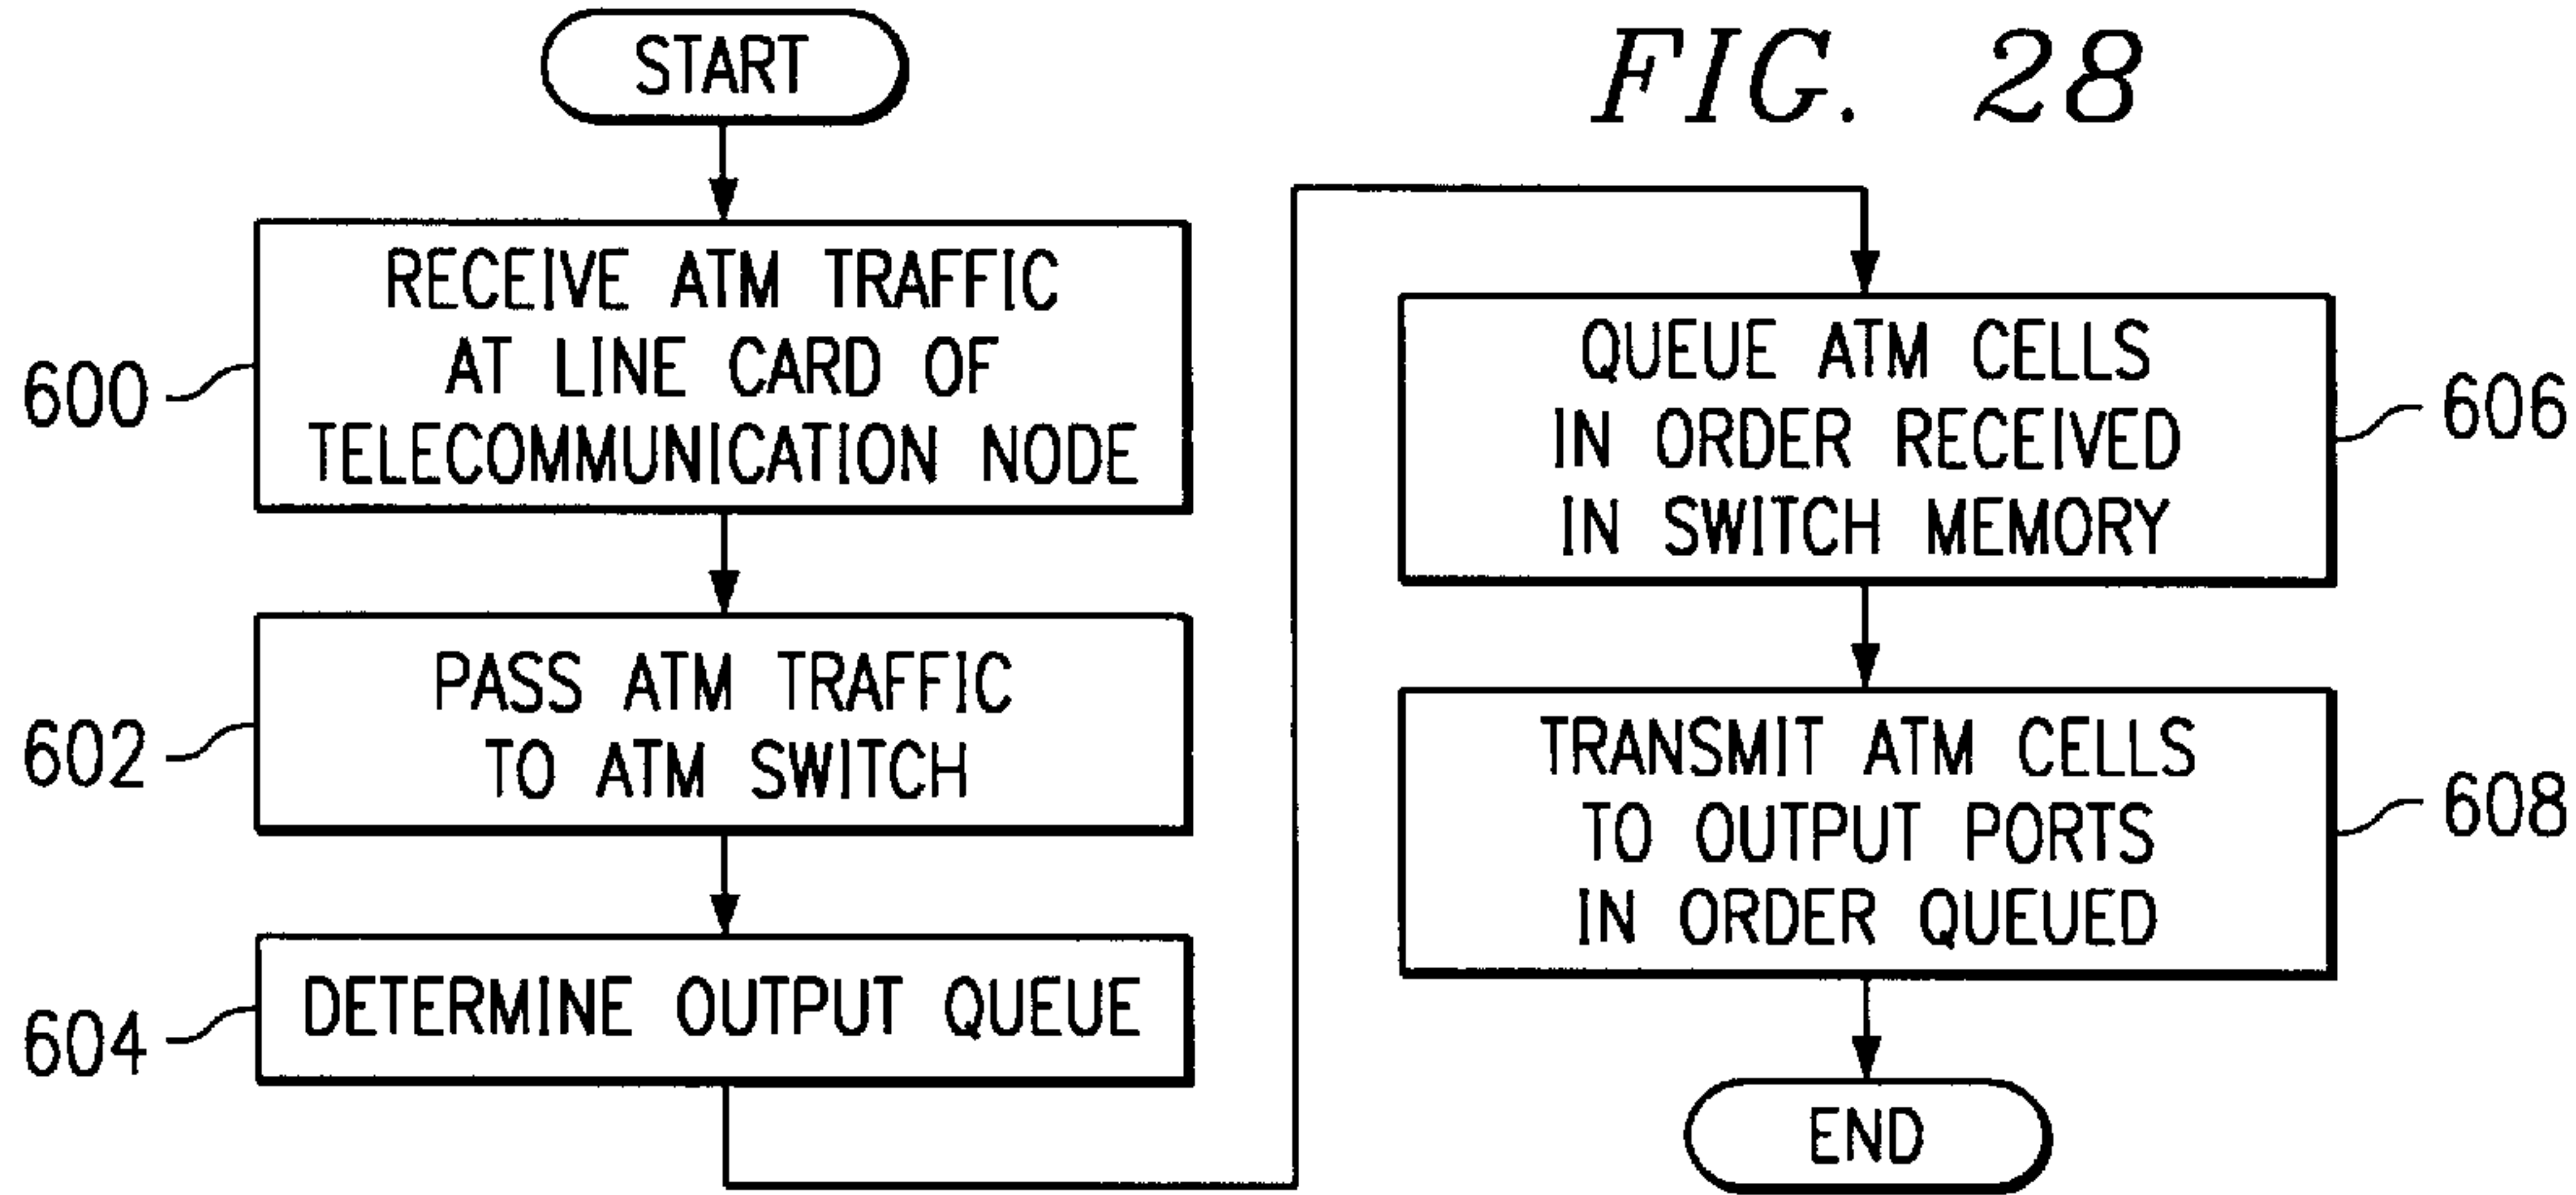 FIG. 28
START
600
RECEIVE ATM TRAFFIC
AT LINE CARD OF
TELECOMMUNICATION NODE
602
PASS ATM TRAFFIC
TO ATM SWITCH
604
DETERMINE OUTPUT QUEUE
606
QUEUE ATM CELLS
IN ORDER RECEIVED
IN SWITCH MEMORY
608
TRANSMIT ATM CELLS
TO OUTPUT PORTS
IN ORDER QUEUED
END